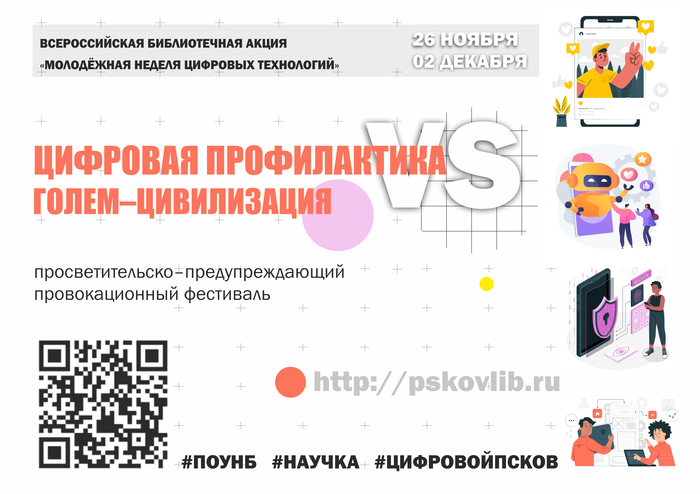 ВСЕРОССИЙСКАЯ БИБЛИОТЕЧНАЯ АКЦИЯ
«МОЛОДЁЖНАЯ НЕДЕЛЯ ЦИФРОВЫХ ТЕХНОЛОГИЙ»
26 НОЯБРЯ
02 ДЕКАБРЯ
VS
ЦИФРОВАЯ ПРОФИЛАКТИКА
ГОЛЕМ–ЦИВИЛИЗАЦИЯ
просветительско–предупреждающий
провокационный фестиваль
http://pskovlib.ru
#ПОУНБ #НАУЧКА #ЦИФРОВОЙПСКОВ